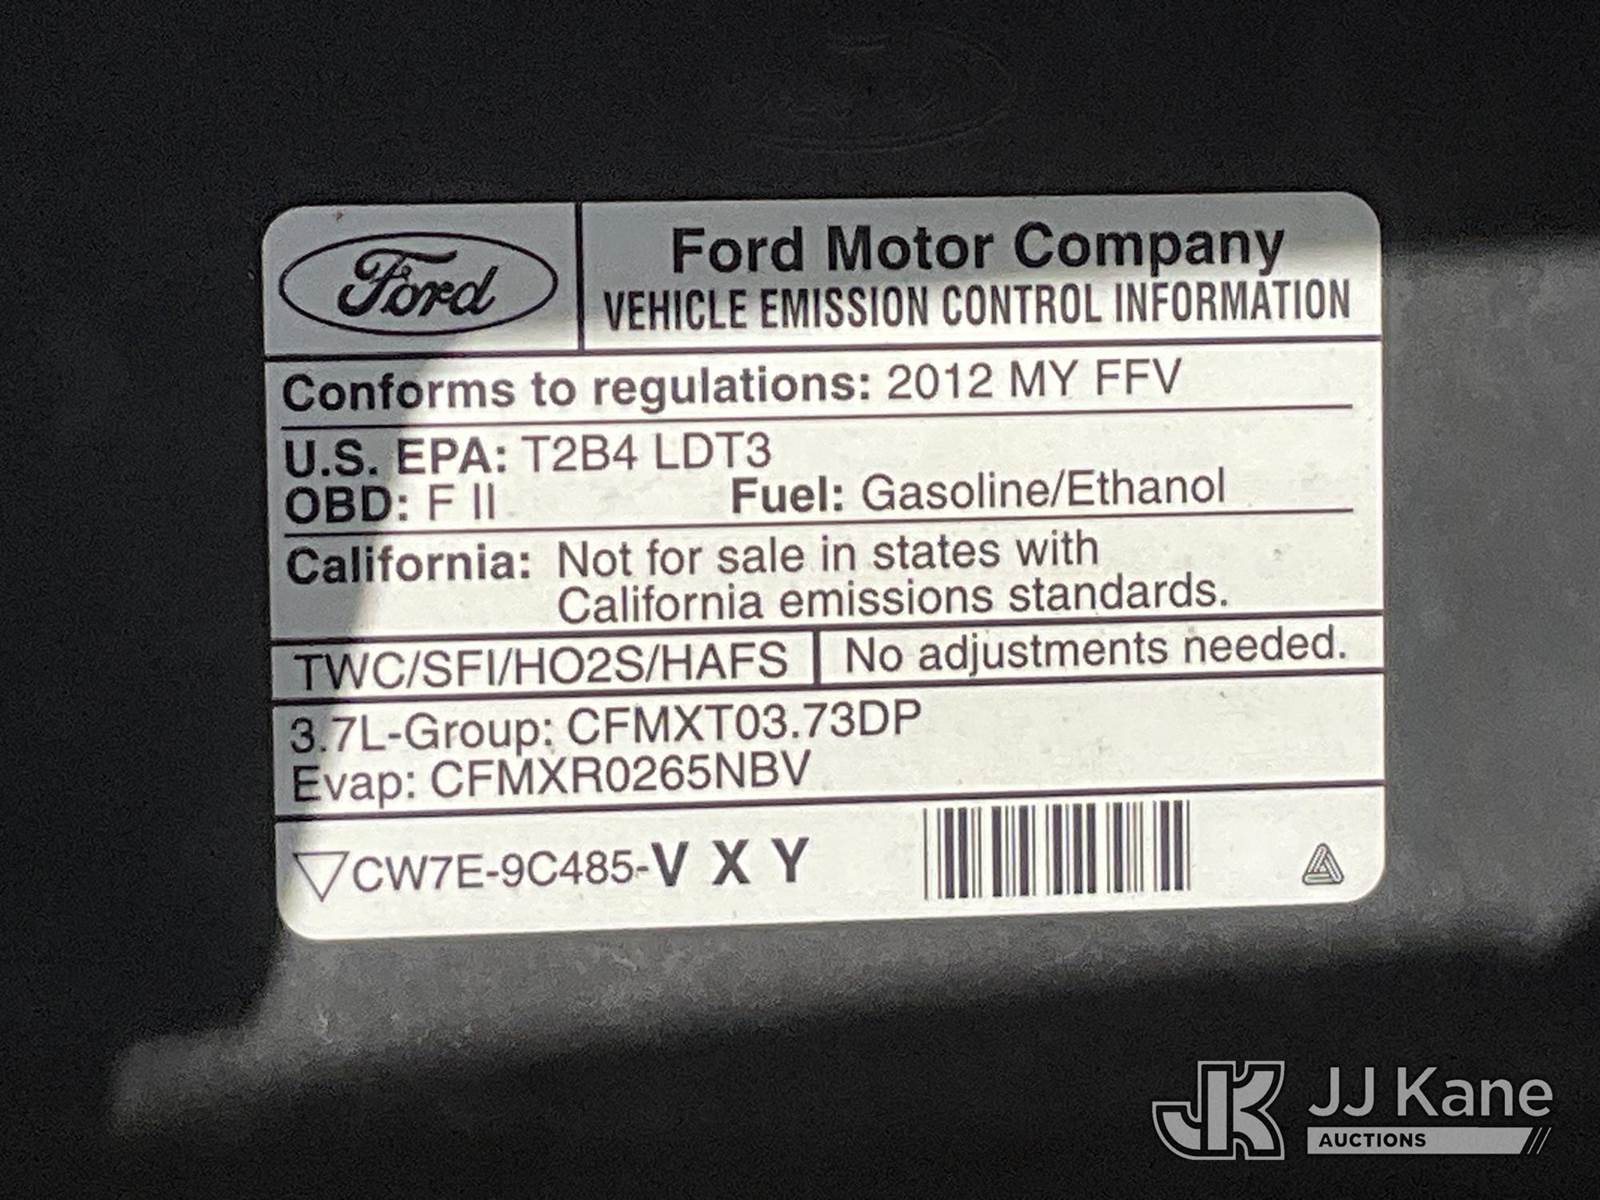 Ford
Ford Motor Company
VEHICLE EMISSION CONTROL INFORMATION
Conforms to regulations: 2012 MY FFV
U.S. EPA: T2B4 LDT3
OBD: F II Fuel: Gasoline/Ethanol
California: Not for sale in states with
California emissions standards.
TWC/SFI/HO2S/HAFS No adjustments needed.
3.7L-Group: CFMXT03.73DP
Evap: CFMXR0265NBV
CW7E-9C485-V X Y
JK JJ Kane
AUCTIONS